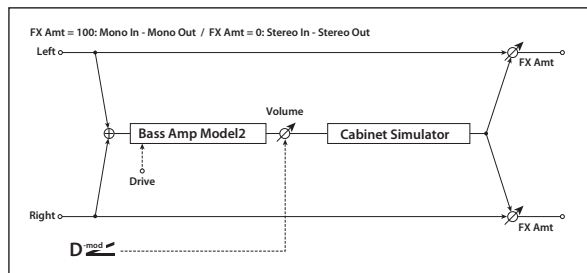 FX Amt = 100: Mono In - Mono Out / FX Amt = 0: Stereo In - Stereo Out
Left
FX Amt
Volume
Bass Amp Model2
Cabinet Simulator
Drive
Right
FX Amt
D-mod